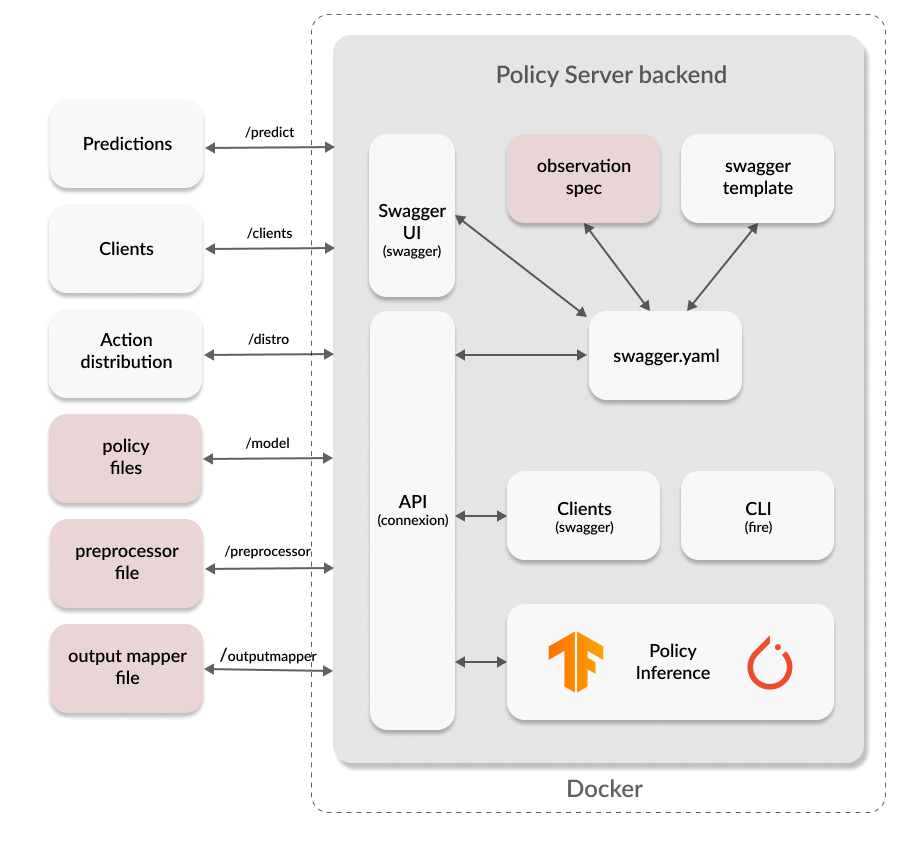 Policy Server backend
Predictions
/predict
Clients
/clients
Action
distribution
/distro
policy
files
/model
preprocessor
file
/preprocessor
output mapper
file
/outputmapper
Swagger
UI
(swagger)
observation
spec
swagger
template
swagger.yaml
API
(connexion)
Clients
(swagger)
CLI
(fire)
Policy
Inference
Docker